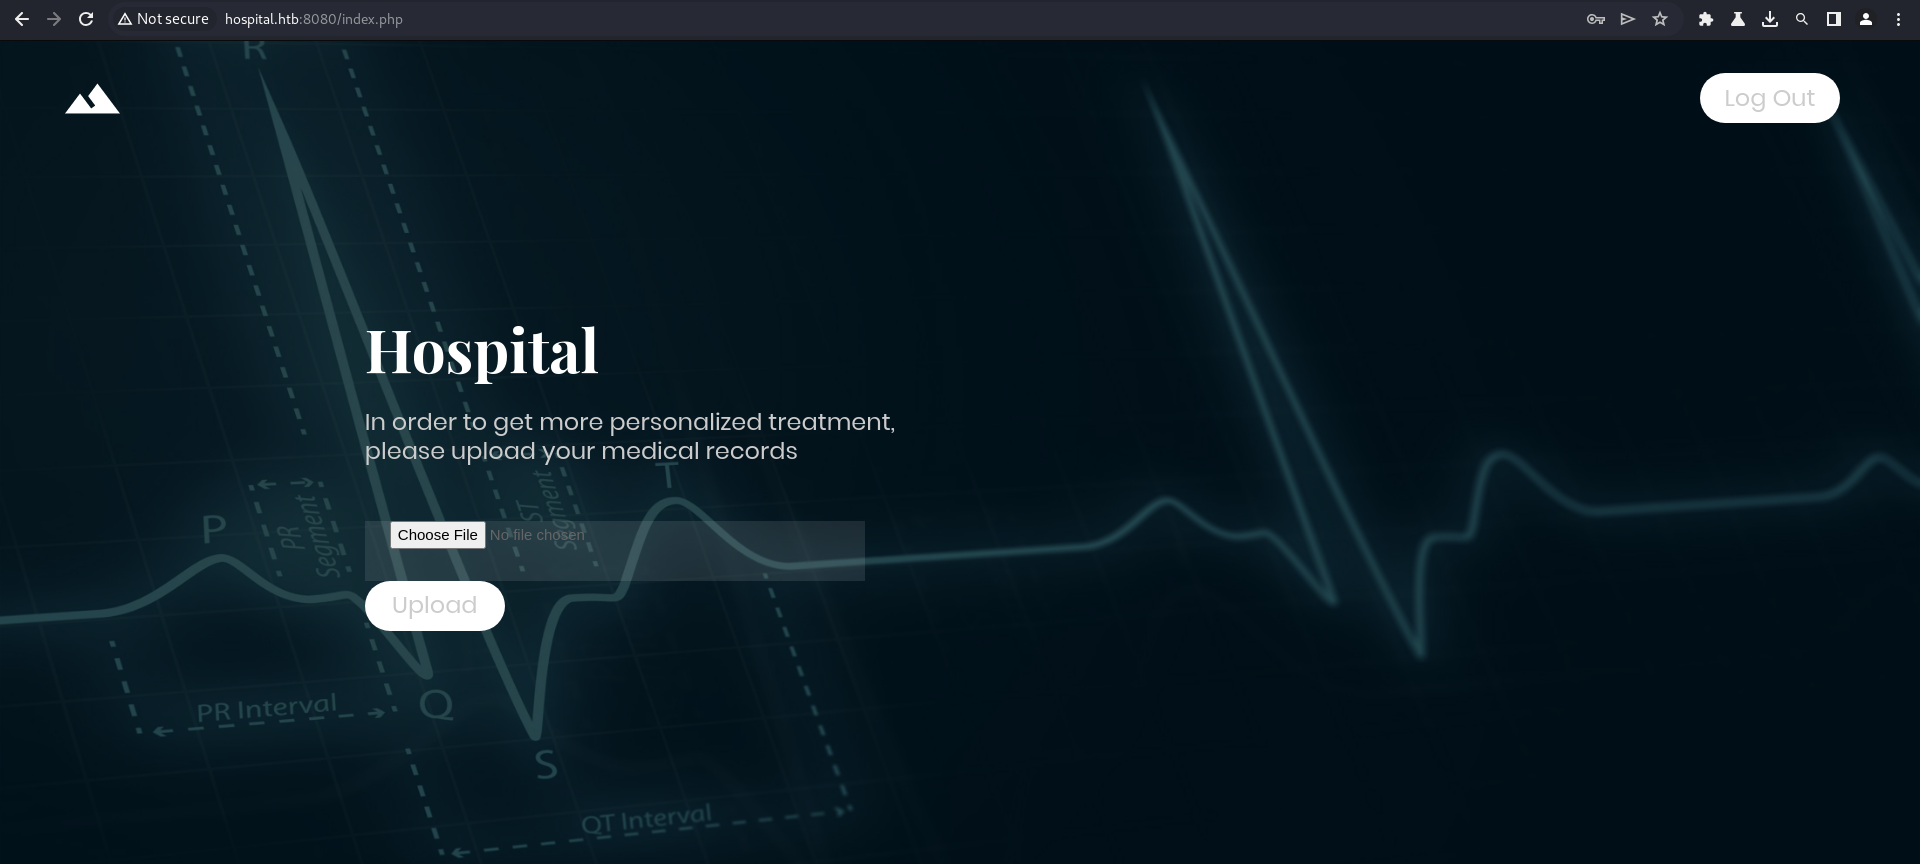 Not secure hospital.htb:8080/index.php
R
Log Out
Hospital
In order to get more personalized treatment,
please upload your medical records
T
P
PR
Segment
ST
Segment
Choose File No file chosen
Upload
PR Interval
Q
S
QT Interval